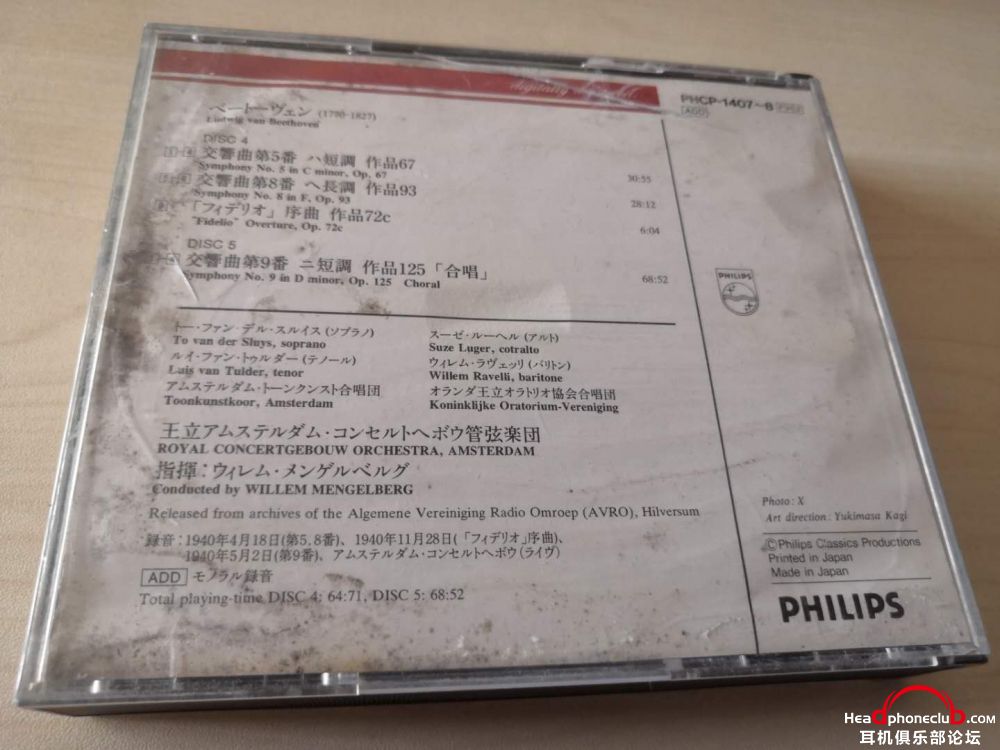 PHCP-1407~8
ADD
ベートーヴェン (1770-1827)
Ludwig van Beethoven
DISC 4
交響曲第5番 ハ短調 作品67
Symphony No. 5 in C minor, Op. 67
30:55
交響曲第8番 ヘ長調 作品93
Symphony No. 8 in F, Op. 93
28:12
「フィデリオ」序曲 作品72c
"Fidelio" Overture, Op. 72c
6:04
DISC 5
交響曲第9番 ニ短調 作品125「合唱」
Symphony No. 9 in D minor, Op. 125 Choral
68:52
PHILIPS
トー・ファン・デル・スルイス (ソプラノ)
To van der Sluys, soprano
スーゼ・ルーヘル (アルト)
Suze Luger, cotralto
ルイ・ファン・トゥルダー (テノール)
Luis van Tulder, tenor
ウィレム・ラヴェッリ (バリトン)
Willem Ravelli, baritone
アムステルダム・トーンクンスト合唱団
Toonkunstkoor, Amsterdam
オランダ王立オラトリオ協会合唱団
Koninklijke Oratorium-Vereniging
王立アムステルダム・コンセルトヘボウ管弦楽団
ROYAL CONCERTGEBOUW ORCHESTRA, AMSTERDAM
指揮：ウィレム・メンゲルベルグ
Conducted by WILLEM MENGELBERG
Released from archives of the Algemene Vereiniging Radio Omroep (AVRO), Hilversum
録音：1940年4月18日(第5, 8番)、1940年11月28日(「フィデリオ」序曲)、
1940年5月2日(第9番)、アムステルダム・コンセルトヘボウ(ライヴ)
ADD モノラル録音
Total playing-time DISC 4: 64:71, DISC 5: 68:52
Photo: X
Art direction: Yukimasa Kagi
©Philips Classics Productions
Printed in Japan
Made in Japan
PHILIPS
Headphoneclub.com
耳机俱乐部论坛